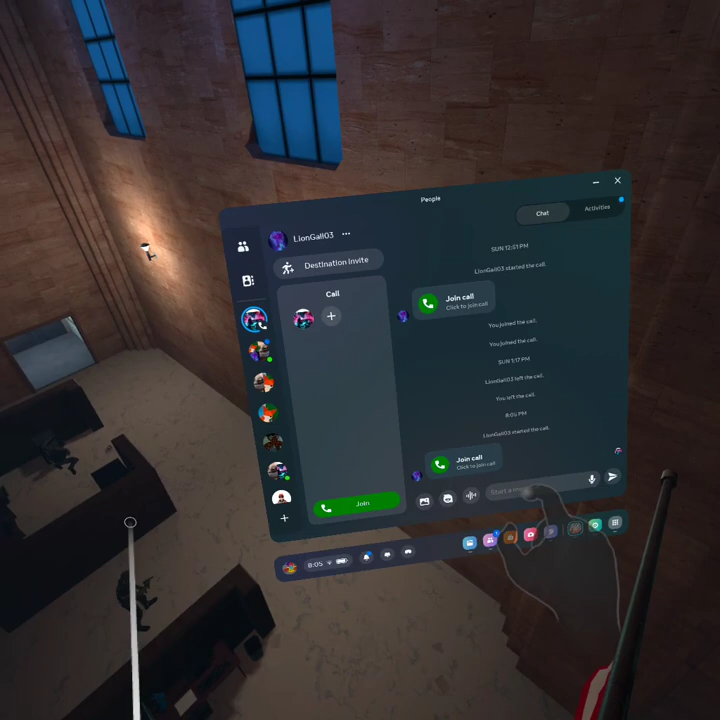 People
Chat
Activities
LionGall03
Destination invite
Call
Join
SUN 12:51 PM
LionGall03 started the call.
Join call
Click to join call
You joined the call.
You joined the call.
SUN 1:17 PM
LionGall03 left the call.
You left the call.
8:05 PM
LionGall03 started the call.
Join call
Click to join call
Start a
8:05